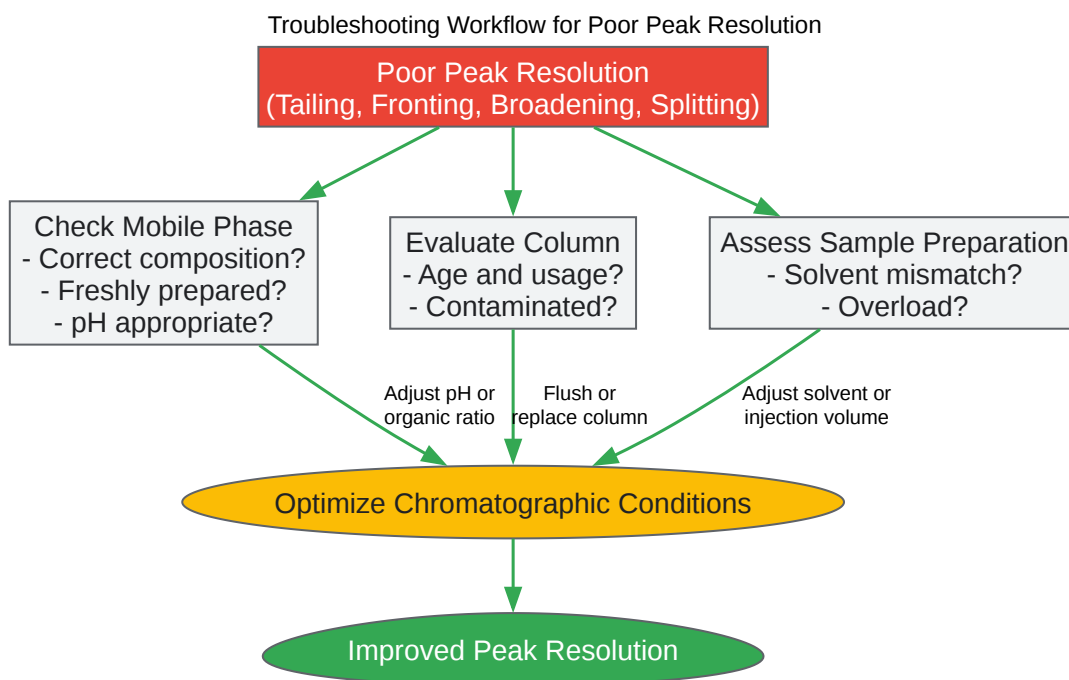 Troubleshooting Workflow for Poor Peak Resolution
Poor Peak Resolution
(Tailing, Fronting, Broadening, Splitting)
Check Mobile Phase
- Correct composition?
- Freshly prepared?
- pH appropriate?
Evaluate Column
- Age and usage?
- Contaminated?
Assess Sample Preparation
- Solvent mismatch?
- Overload?
Adjust pH or
organic ratio
Flush or
replace column
Adjust solvent or
injection volume
Optimize Chromatographic Conditions
Improved Peak Resolution